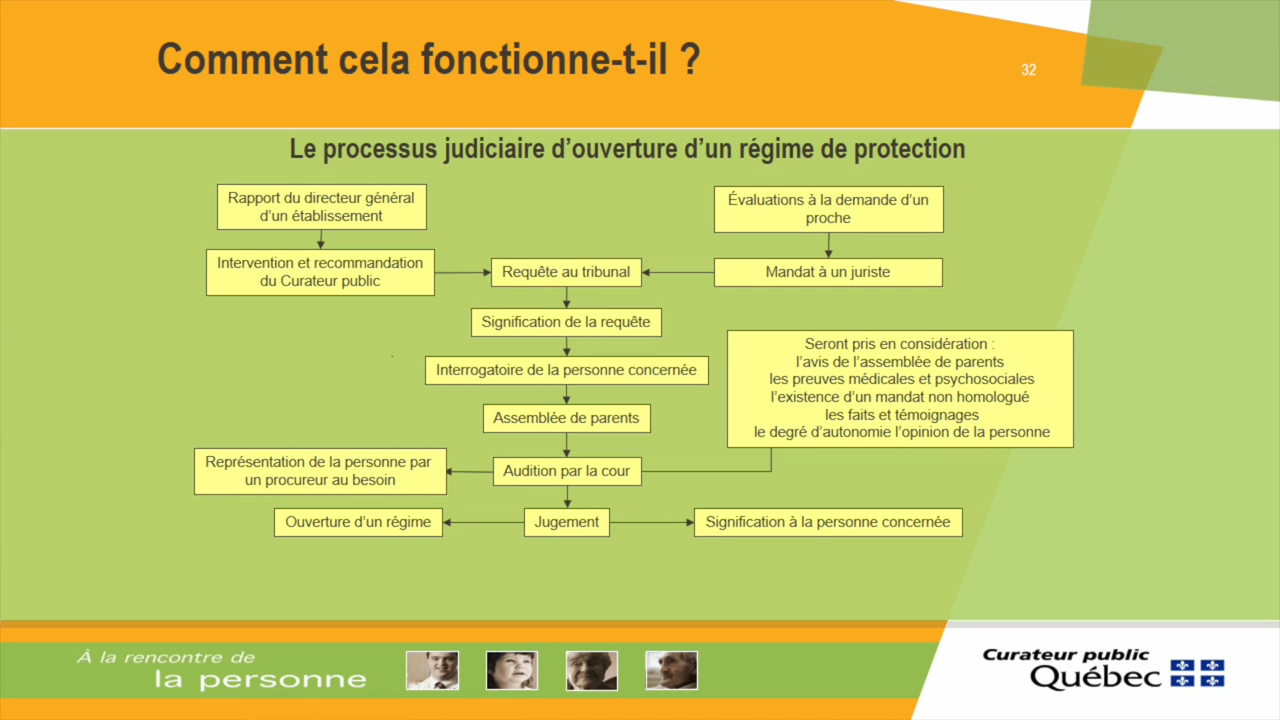 Comment cela fonctionne-t-il ?
32
Le processus judiciaire d’ouverture d’un régime de protection
Rapport du directeur général
d’un établissement
Évaluations à la demande d’un
proche
Intervention et recommandation
du Curateur public
Requête au tribunal
Mandat à un juriste
Signification de la requête
Interrogatoire de la personne concernée
Assemblée de parents
Seront pris en considération :
l’avis de l’assemblée de parents
les preuves médicales et psychosociales
l’existence d’un mandat non homologué
les faits et témoignages
le degré d’autonomie l’opinion de la personne
Représentation de la personne par
un procureur au besoin
Audition par la cour
Ouverture d’un régime
Jugement
Signification à la personne concernée
À la rencontre de
la personne
Curateur public
Québec